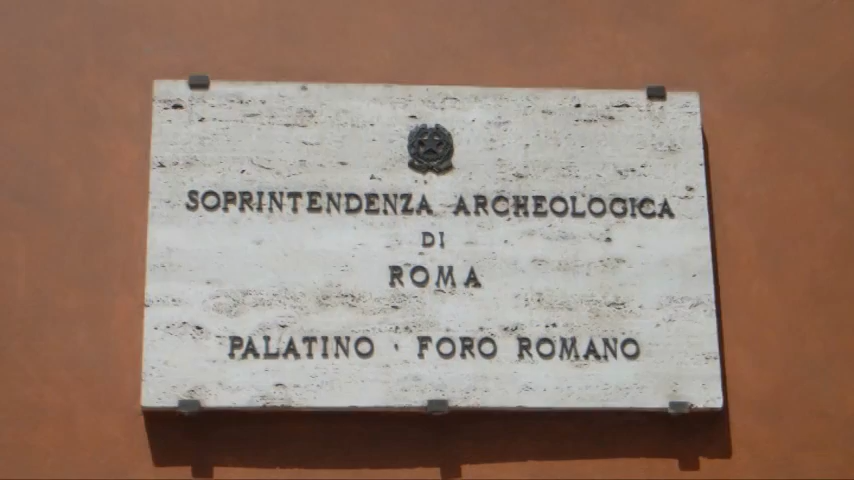 SOPRINTENDENZA ARCHEOLOGICA
DI
ROMA
PALATINO · FORO ROMANO